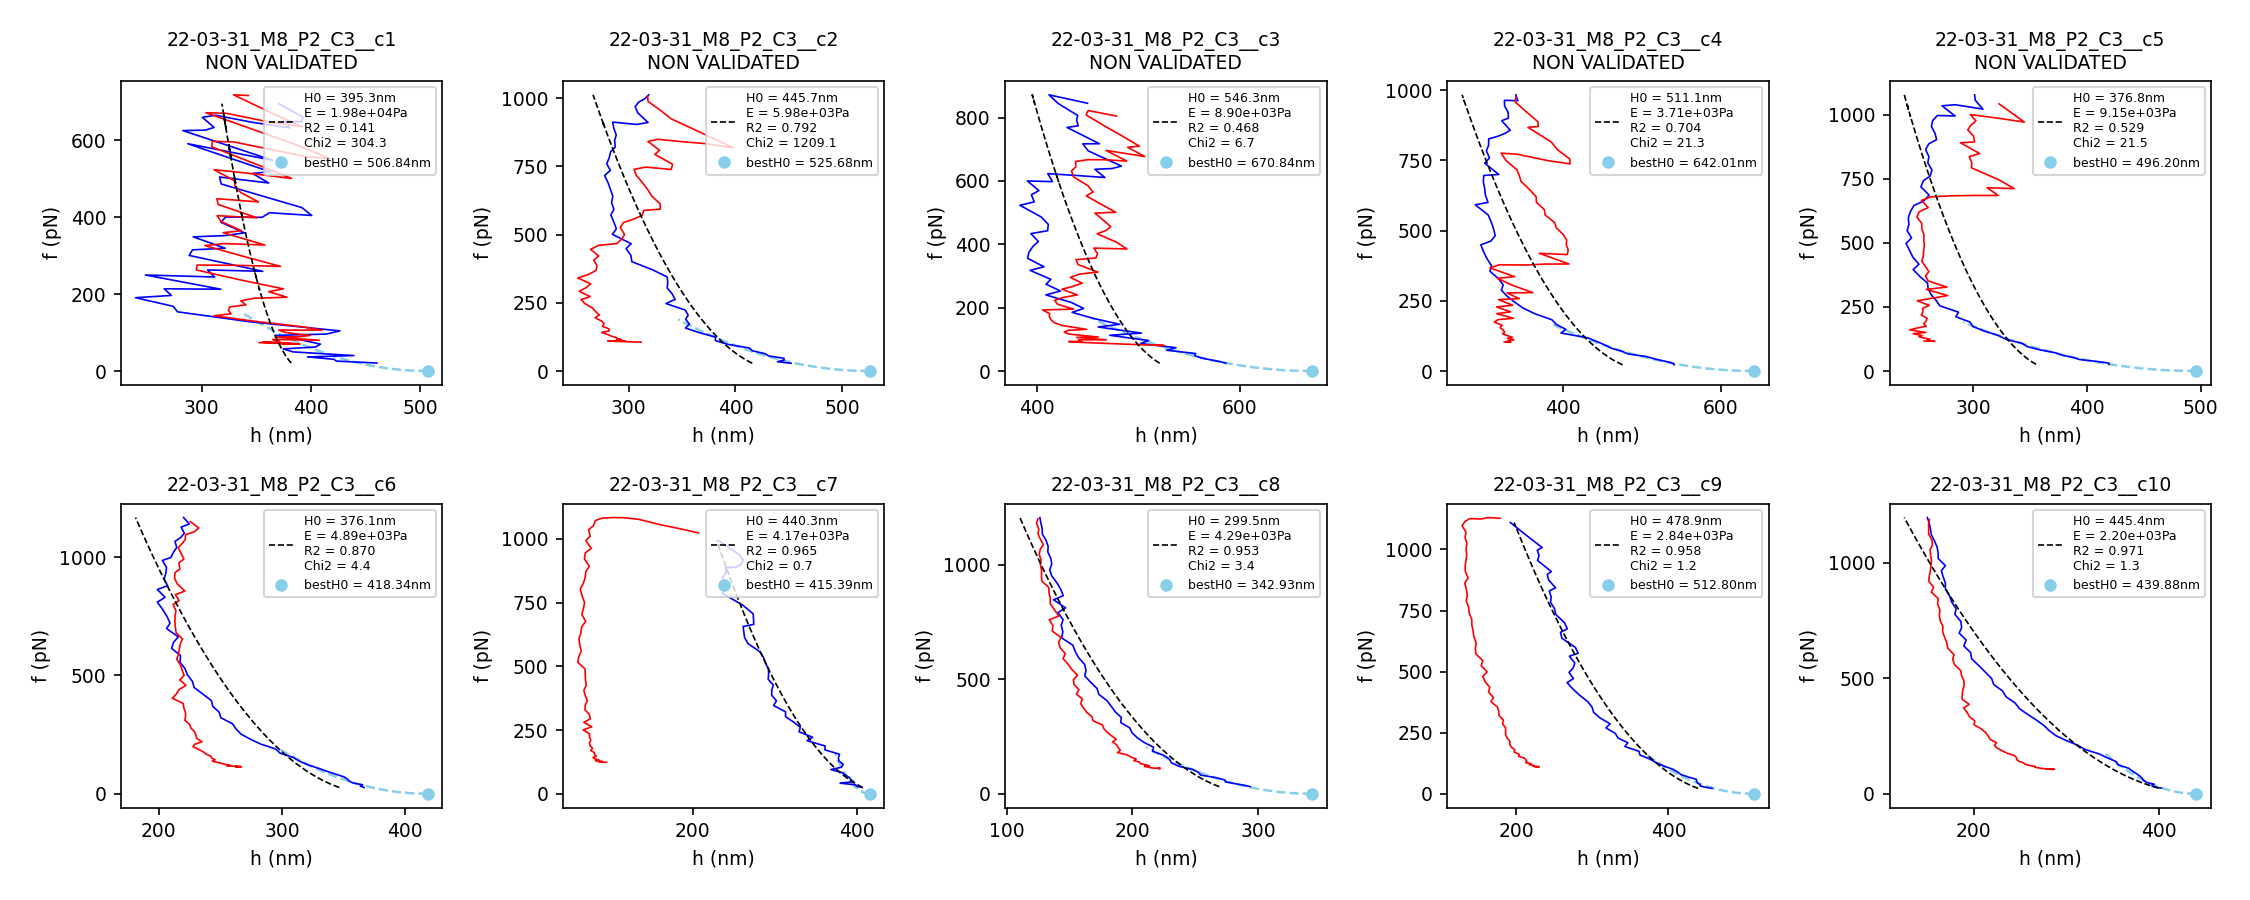 22-03-31_M8_P2_C3__c1
NON VALIDATED
H0 = 395.3nm
E = 1.98e+04Pa
R2 = 0.141
Chi2 = 304.3
bestH0 = 506.84nm
600
400
200
0
f (pN)
300
400
500
h (nm)
22-03-31_M8_P2_C3__c2
NON VALIDATED
H0 = 445.7nm
E = 5.98e+03Pa
R2 = 0.792
Chi2 = 1209.1
bestH0 = 525.68nm
1000
750
500
250
0
f (pN)
300
400
500
h (nm)
22-03-31_M8_P2_C3__c3
NON VALIDATED
H0 = 546.3nm
E = 8.90e+03Pa
R2 = 0.468
Chi2 = 6.7
bestH0 = 670.84nm
800
600
400
200
0
f (pN)
400
600
h (nm)
22-03-31_M8_P2_C3__c4
NON VALIDATED
H0 = 511.1nm
E = 3.71e+03Pa
R2 = 0.704
Chi2 = 21.3
bestH0 = 642.01nm
1000
750
500
250
0
f (pN)
400
600
h (nm)
22-03-31_M8_P2_C3__c5
NON VALIDATED
H0 = 376.8nm
E = 9.15e+03Pa
R2 = 0.529
Chi2 = 21.5
bestH0 = 496.20nm
1000
750
500
250
0
f (pN)
300
400
500
h (nm)
22-03-31_M8_P2_C3__c6
H0 = 376.1nm
E = 4.89e+03Pa
R2 = 0.870
Chi2 = 4.4
bestH0 = 418.34nm
1000
500
0
f (pN)
200
300
400
h (nm)
22-03-31_M8_P2_C3__c7
H0 = 440.3nm
E = 4.17e+03Pa
R2 = 0.965
Chi2 = 0.7
bestH0 = 415.39nm
1000
750
500
250
0
f (pN)
200
400
h (nm)
22-03-31_M8_P2_C3__c8
H0 = 299.5nm
E = 4.29e+03Pa
R2 = 0.953
Chi2 = 3.4
bestH0 = 342.93nm
1000
500
0
f (pN)
100
200
300
h (nm)
22-03-31_M8_P2_C3__c9
H0 = 478.9nm
E = 2.84e+03Pa
R2 = 0.958
Chi2 = 1.2
bestH0 = 512.80nm
1000
750
500
250
0
f (pN)
200
400
h (nm)
22-03-31_M8_P2_C3__c10
H0 = 445.4nm
E = 2.20e+03Pa
R2 = 0.971
Chi2 = 1.3
bestH0 = 439.88nm
1000
500
0
f (pN)
200
400
h (nm)